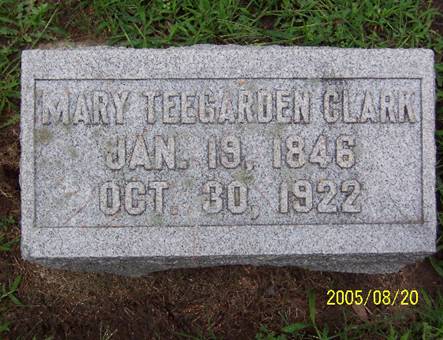 MARY TEEGARDEN CLARK
JAN. 19, 1846
OCT. 30, 1922
2005/08/20